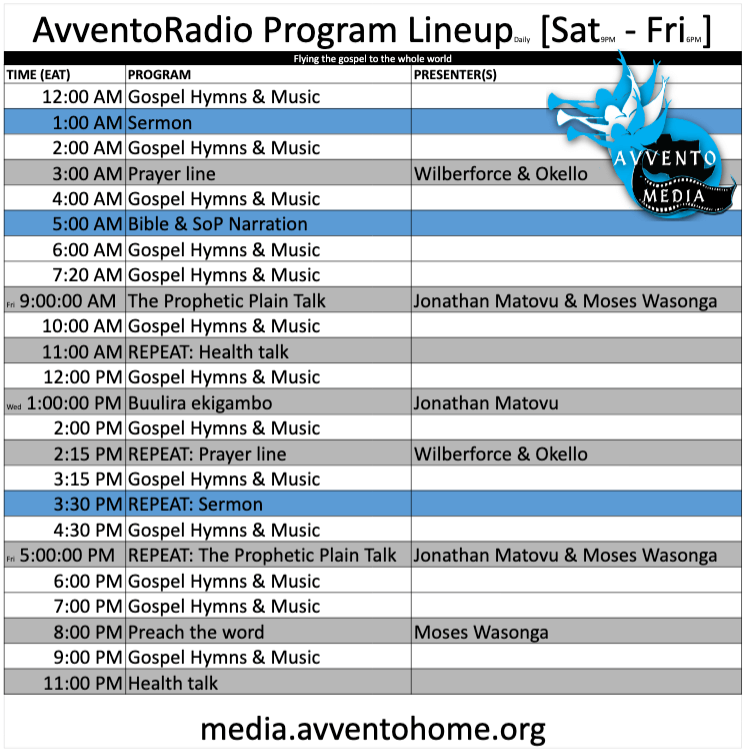 AvventoRadio Program Lineup Daily [Sat 9PM - Fri 6PM]
Flying the gospel to the whole world
TIME (EAT) PROGRAM PRESENTER(S)
12:00 AM Gospel Hymns & Music
1:00 AM Sermon
2:00 AM Gospel Hymns & Music
3:00 AM Prayer line Wilberforce & Okello
4:00 AM Gospel Hymns & Music
5:00 AM Bible & SoP Narration
6:00 AM Gospel Hymns & Music
7:20 AM Gospel Hymns & Music
Fri 9:00:00 AM The Prophetic Plain Talk Jonathan Matovu & Moses Wasonga
10:00 AM Gospel Hymns & Music
11:00 AM REPEAT: Health talk
12:00 PM Gospel Hymns & Music
Wed 1:00:00 PM Buulira ekigambo Jonathan Matovu
2:00 PM Gospel Hymns & Music
2:15 PM REPEAT: Prayer line Wilberforce & Okello
3:15 PM Gospel Hymns & Music
3:30 PM REPEAT: Sermon
4:30 PM Gospel Hymns & Music
Fri 5:00:00 PM REPEAT: The Prophetic Plain Talk Jonathan Matovu & Moses Wasonga
6:00 PM Gospel Hymns & Music
7:00 PM Gospel Hymns & Music
8:00 PM Preach the word Moses Wasonga
9:00 PM Gospel Hymns & Music
11:00 PM Health talk
AVVENTO
MEDIA
media.avventohome.org